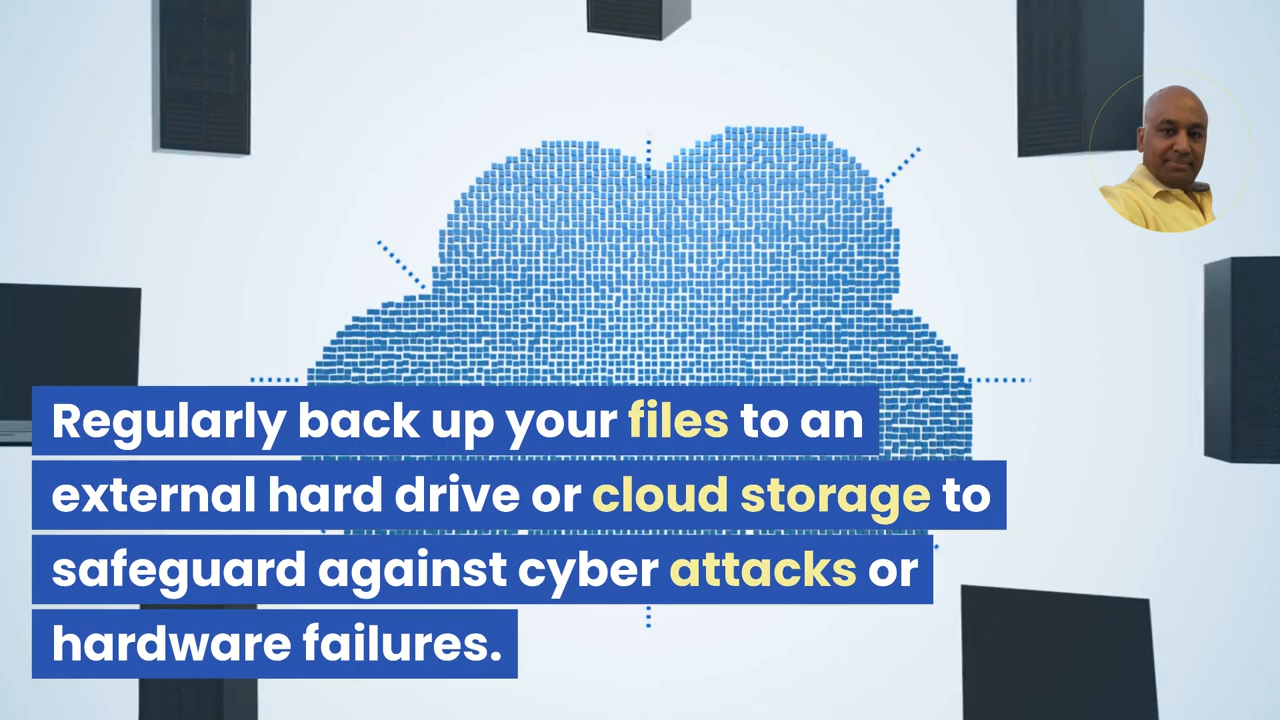 Regularly back up your files to an
external hard drive or cloud storage to
safeguard against cyber attacks or
hardware failures.